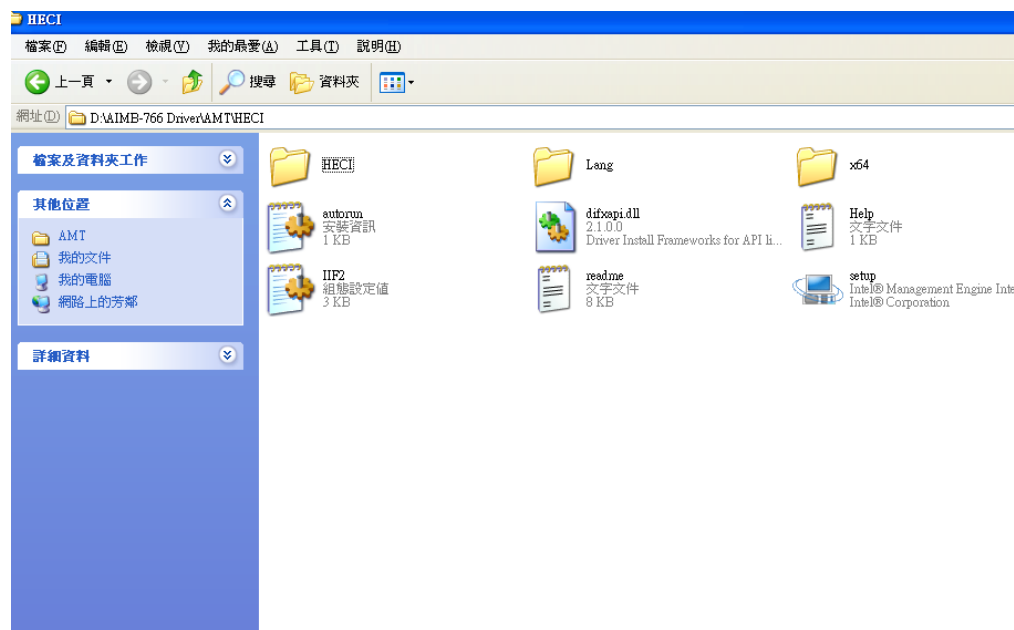 HECI
檔案(F) 編輯(E) 檢視(V) 我的最愛(A) 工具(T) 說明(H)
上一頁 搜尋 資料夾
網址(D) D:\AIMB-766 Driver\AMT\HECI
檔案及資料夾工作
其他位置
AMT
我的文件
我的電腦
網路上的芳鄰
詳細資料
HECI
Lang
x64
autorun
安裝資訊
1 KB
difxapi.dll
2.1.0.0
Driver Install Frameworks for API li...
Help
文字文件
1 KB
IIF2
組態設定值
3 KB
readme
文字文件
8 KB
setup
Intel® Management Engine Inte
Intel® Corporation